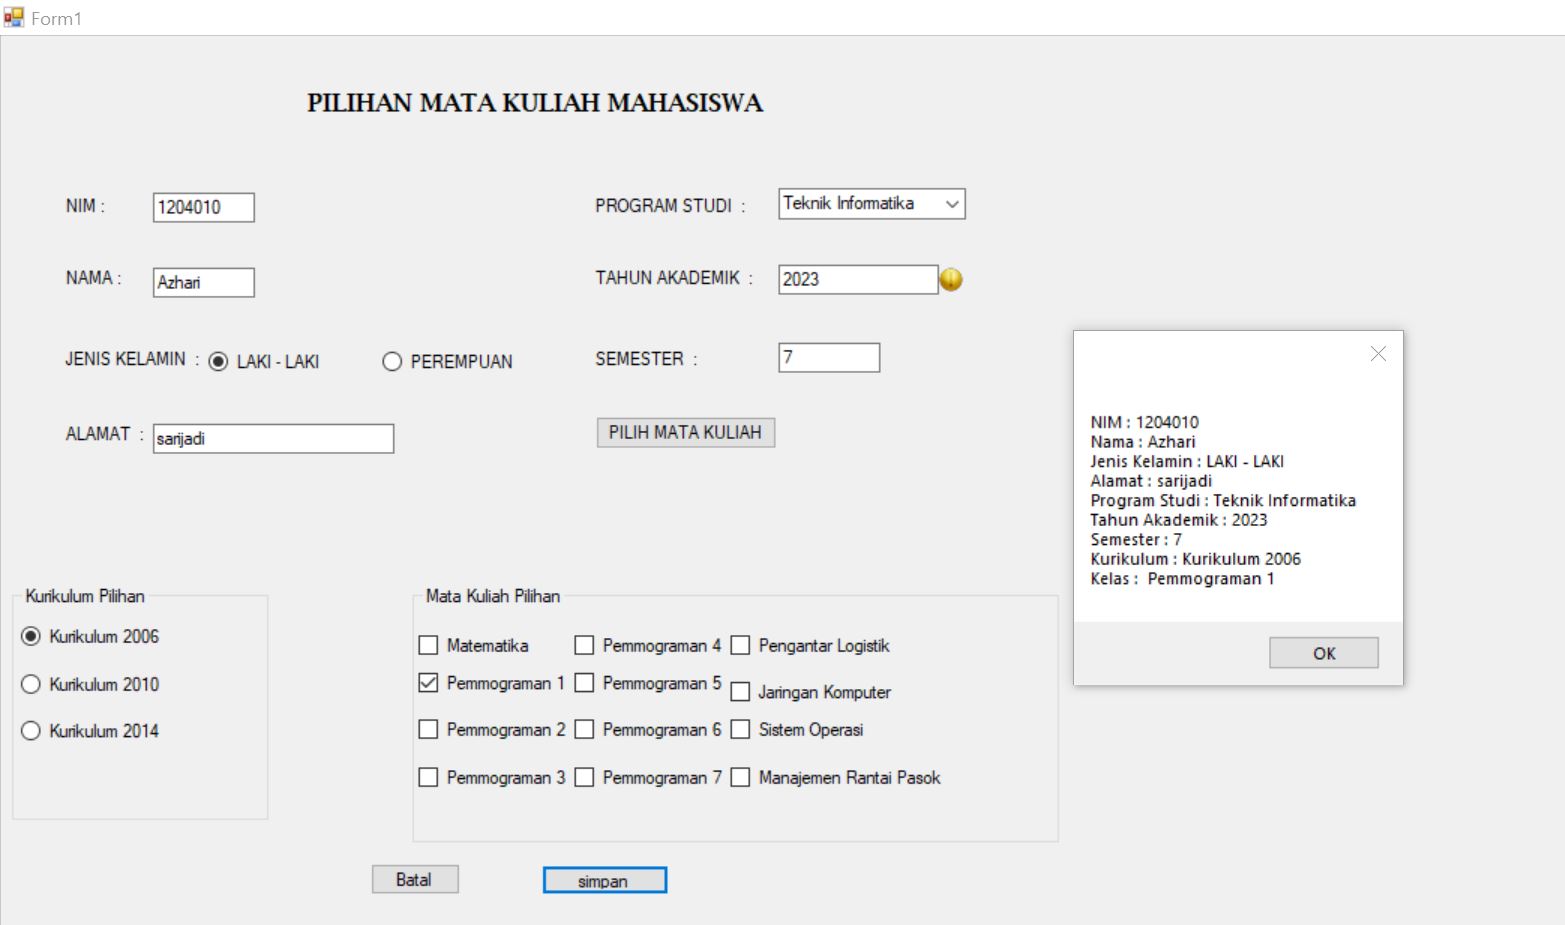 Form1
PILIHAN MATA KULIAH MAHASISWA
NIM :
1204010
PROGRAM STUDI :
Teknik Informatika
NAMA :
Azhari
TAHUN AKADEMIK :
2023
JENIS KELAMIN :
LAKI - LAKI
PEREMPUAN
SEMESTER :
7
ALAMAT :
sarijadi
PILIH MATA KULIAH
NIM : 1204010
Nama : Azhari
Jenis Kelamin : LAKI - LAKI
Alamat : sarijadi
Program Studi : Teknik Informatika
Tahun Akademik : 2023
Semester : 7
Kurikulum : Kurikulum 2006
Kelas : Pemmograman 1
OK
Kurikulum Pilihan
Kurikulum 2006
Kurikulum 2010
Kurikulum 2014
Mata Kuliah Pilihan
Matematika
Pemmograman 4
Pengantar Logistik
Pemmograman 1
Pemmograman 5
Jaringan Komputer
Pemmograman 2
Pemmograman 6
Sistem Operasi
Pemmograman 3
Pemmograman 7
Manajemen Rantai Pasok
Batal
simpan